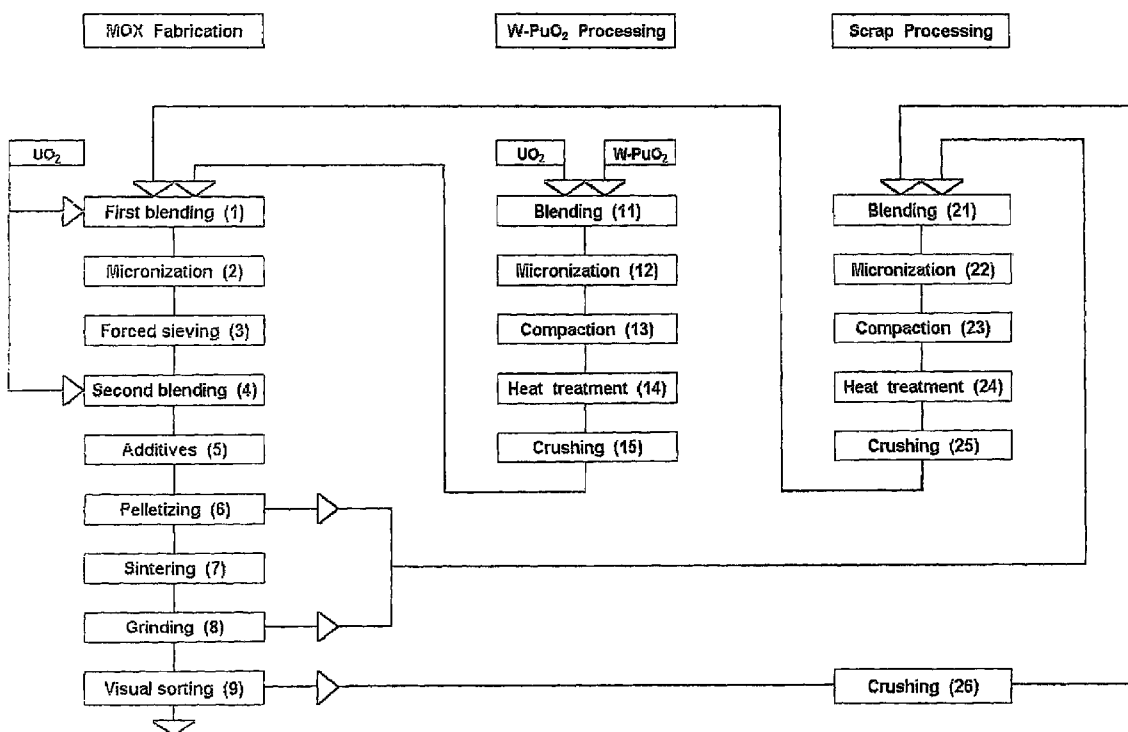 MOX Fabrication
W-PuO₂ Processing
Scrap Processing
UO₂
UO₂
W-PuO₂
First blending (1)
Blending (11)
Blending (21)
Micronization (2)
Micronization (12)
Micronization (22)
Forced sieving (3)
Compaction (13)
Compaction (23)
Second blending (4)
Heat treatment (14)
Heat treatment (24)
Additives (5)
Crushing (15)
Crushing (25)
Pelletizing (6)
Sintering (7)
Grinding (8)
Visual sorting (9)
Crushing (26)